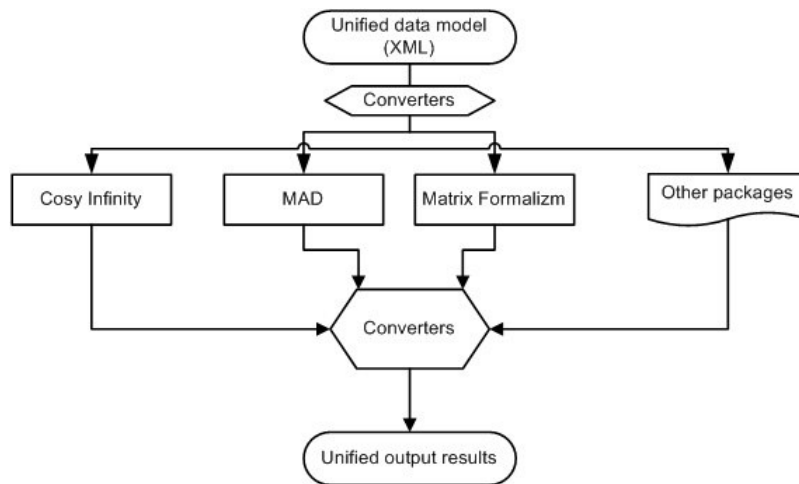 Unified data model
(XML)
Converters
Cosy Infinity
MAD
Matrix Formalizm
Other packages
Converters
Unified output results